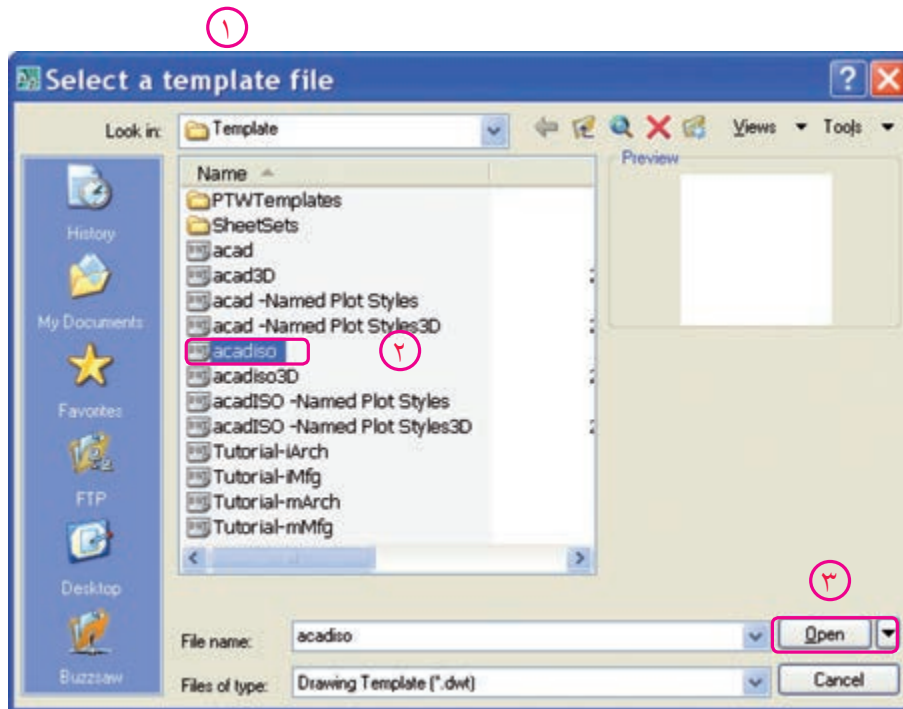 ۱
Select a template file
Look in: Template Views Tools
Name
Preview
PTWTemplates
SheetSets
acad
acad3D
acad -Named Plot Styles
acad -Named Plot Styles3D
acadiso
۲
acadiso3D
acadISO -Named Plot Styles
acadISO -Named Plot Styles3D
Tutorial-iArch
Tutorial-iMfg
Tutorial-mArch
Tutorial-mMfg
History
My Documents
Favorites
FTP
Desktop
Buzzsaw
۳
File name: acadiso Open
Files of type: Drawing Template (*.dwt) Cancel